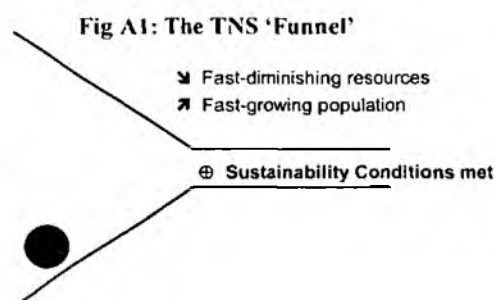 Fig A1: The TNS ‘Funnel’
↘ Fast-diminishing resources
↗ Fast-growing population
⊕ Sustainability Conditions met